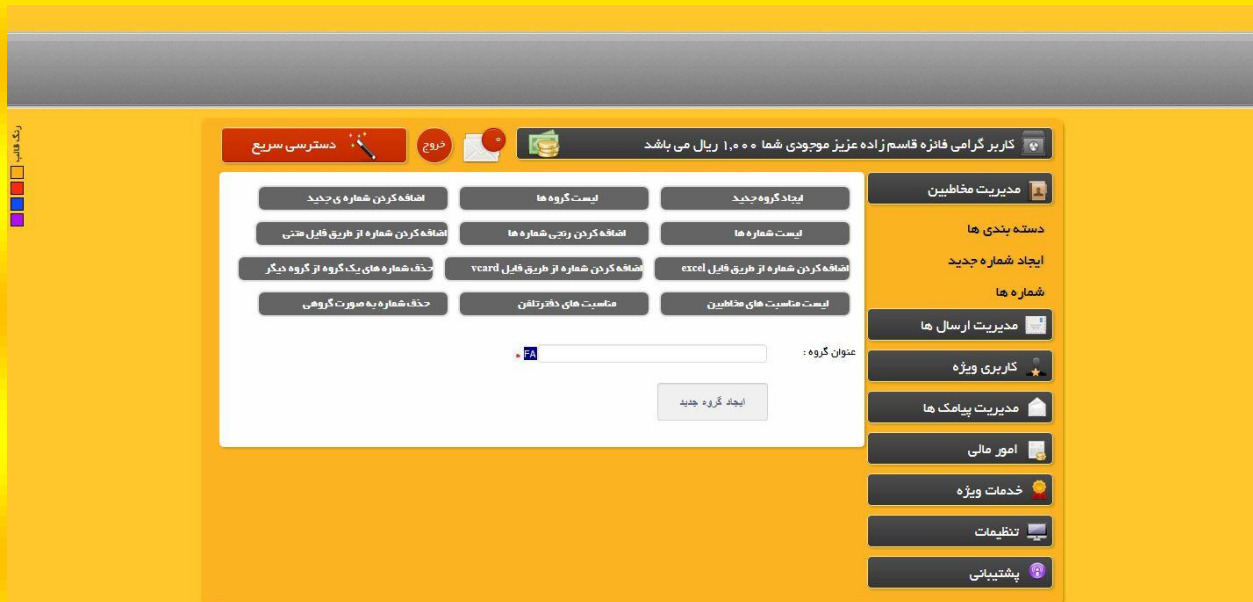 رنگ قالب
کاربر گرامی فائزه قاسم زاده عزیز موجودی شما ۱,۰۰۰ ریال می باشد
خروج
دسترسی سریع
مدیریت مخاطبین
دسته بندی ها
ایجاد شماره جدید
شماره ها
مدیریت ارسال ها
کاربری ویژه
مدیریت پیامک ها
امور مالی
خدمات ویژه
تنظیمات
پشتیبانی
ایجاد گروه جدید لیست گروه ها اضافه کردن شماره ی جدید
لیست شماره ها اضافه کردن رنجی شماره ها اضافه کردن شماره از طریق فایل متنی
اضافه کردن شماره از طریق فایل excel اضافه کردن شماره از طریق فایل vcard حذف شماره های یک گروه از گروه دیگر
لیست مناسبت های مخاطبین مناسبت های دفترتلفن حذف شماره به صورت گروهی
عنوان گروه : FA *
ایجاد گروه جدید